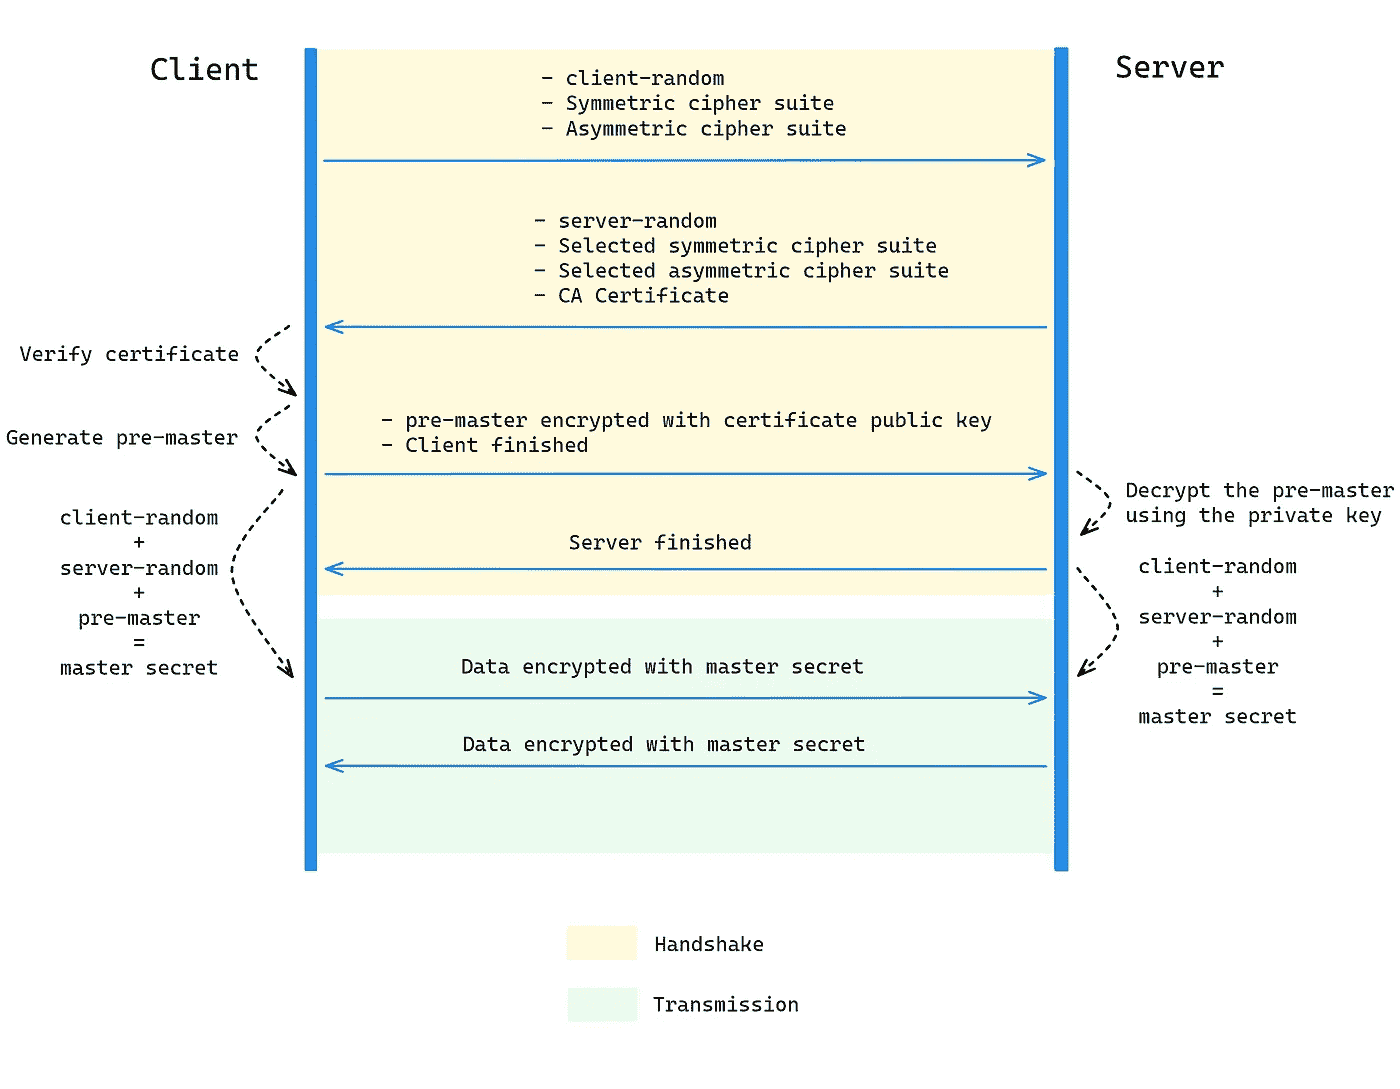 Client
Server
- client-random
- Symmetric cipher suite
- Asymmetric cipher suite
- server-random
- Selected symmetric cipher suite
- Selected asymmetric cipher suite
- CA Certificate
Verify certificate
Generate pre-master
- pre-master encrypted with certificate public key
- Client finished
Decrypt the pre-master
using the private key
client-random
+
server-random
+
pre-master
=
master secret
Server finished
client-random
+
server-random
+
pre-master
=
master secret
Data encrypted with master secret
Data encrypted with master secret
Handshake
Transmission